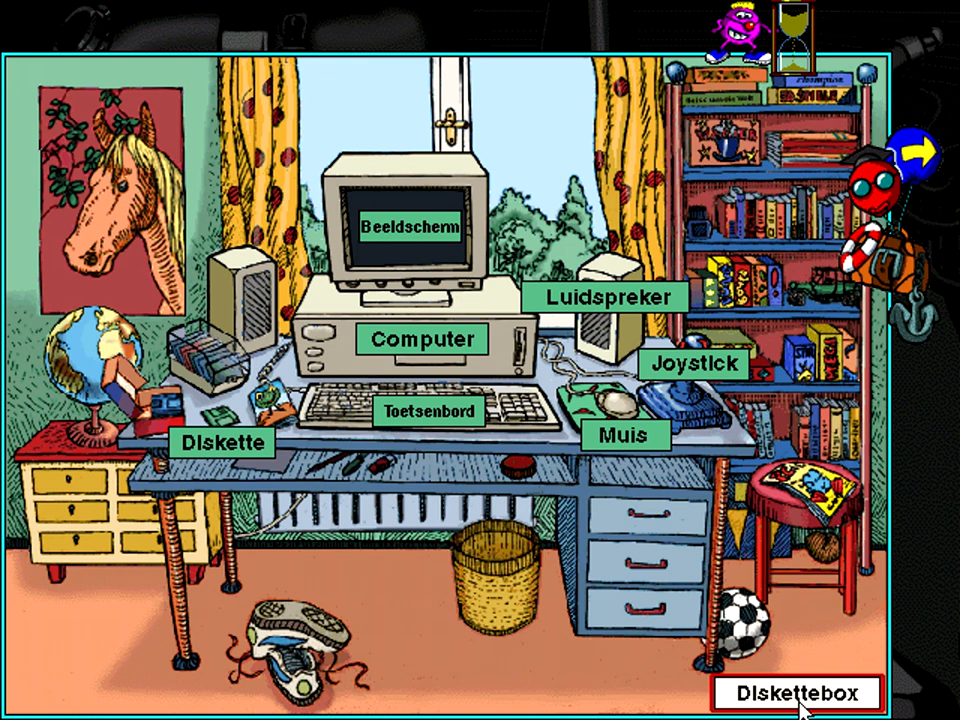 Beeldscherm
Luidspreker
Computer
Joystick
Toetsenbord
Muis
Diskette
Diskettebox